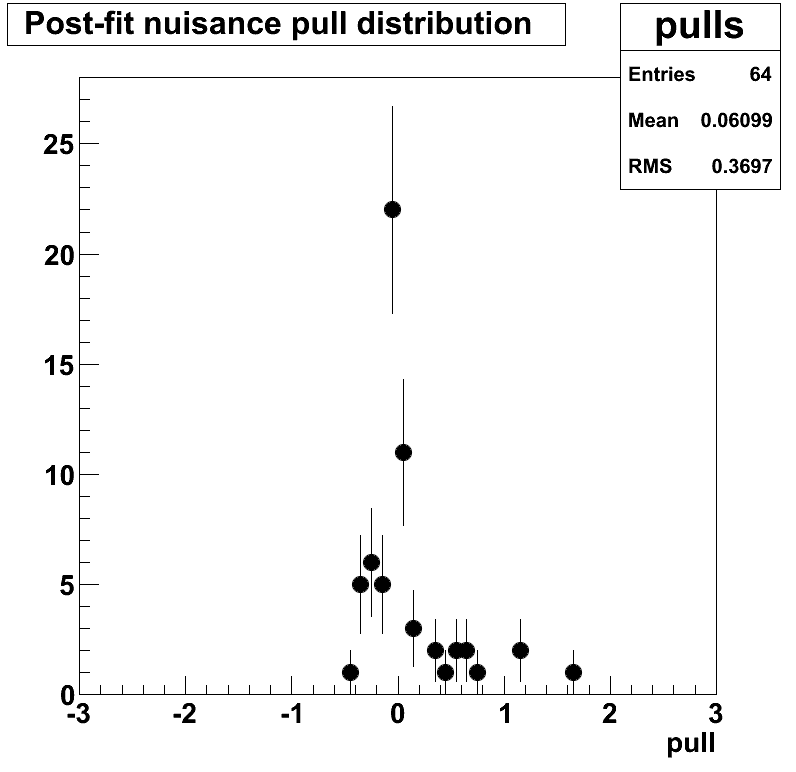 Post-fit nuisance pull distribution
pulls
Entries 64
Mean 0.06099
RMS 0.3697
25
20
15
10
5
0
-3 -2 -1 0 1 2 3
pull